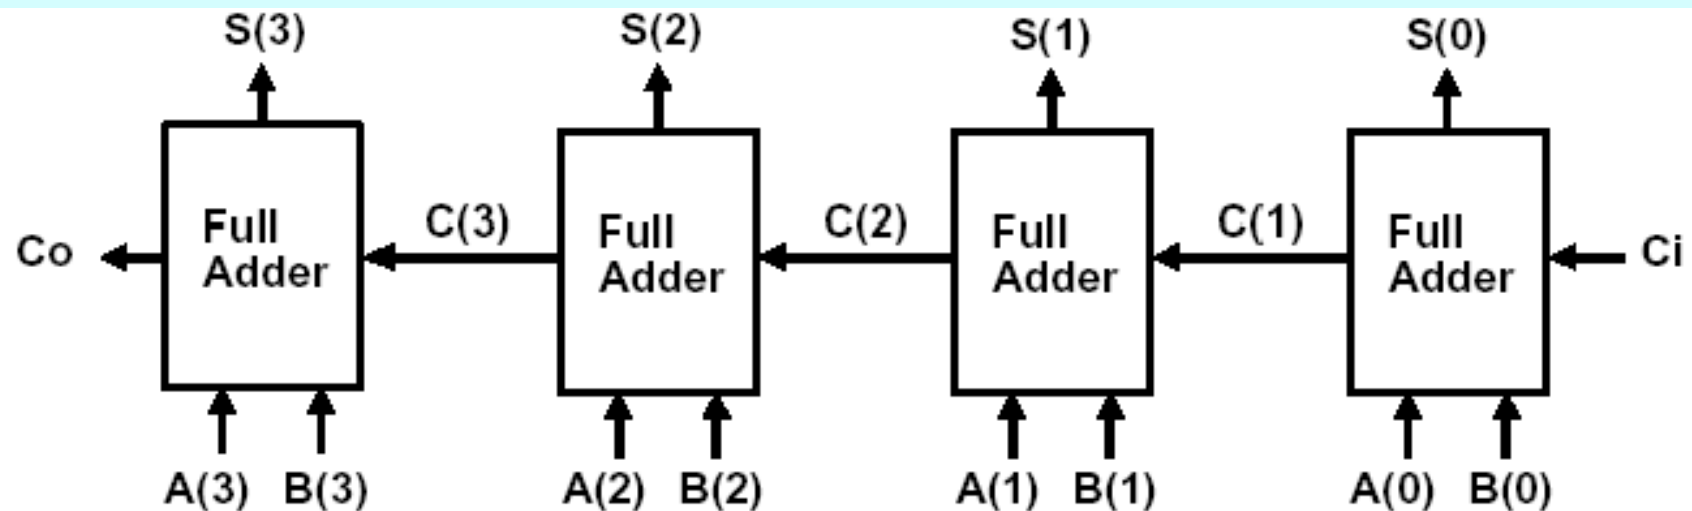 S(3) S(2) S(1) S(0)
C(3) C(2) C(1)
Co Full Adder Full Adder Full Adder Full Adder Ci
A(3) B(3) A(2) B(2) A(1) B(1) A(0) B(0)